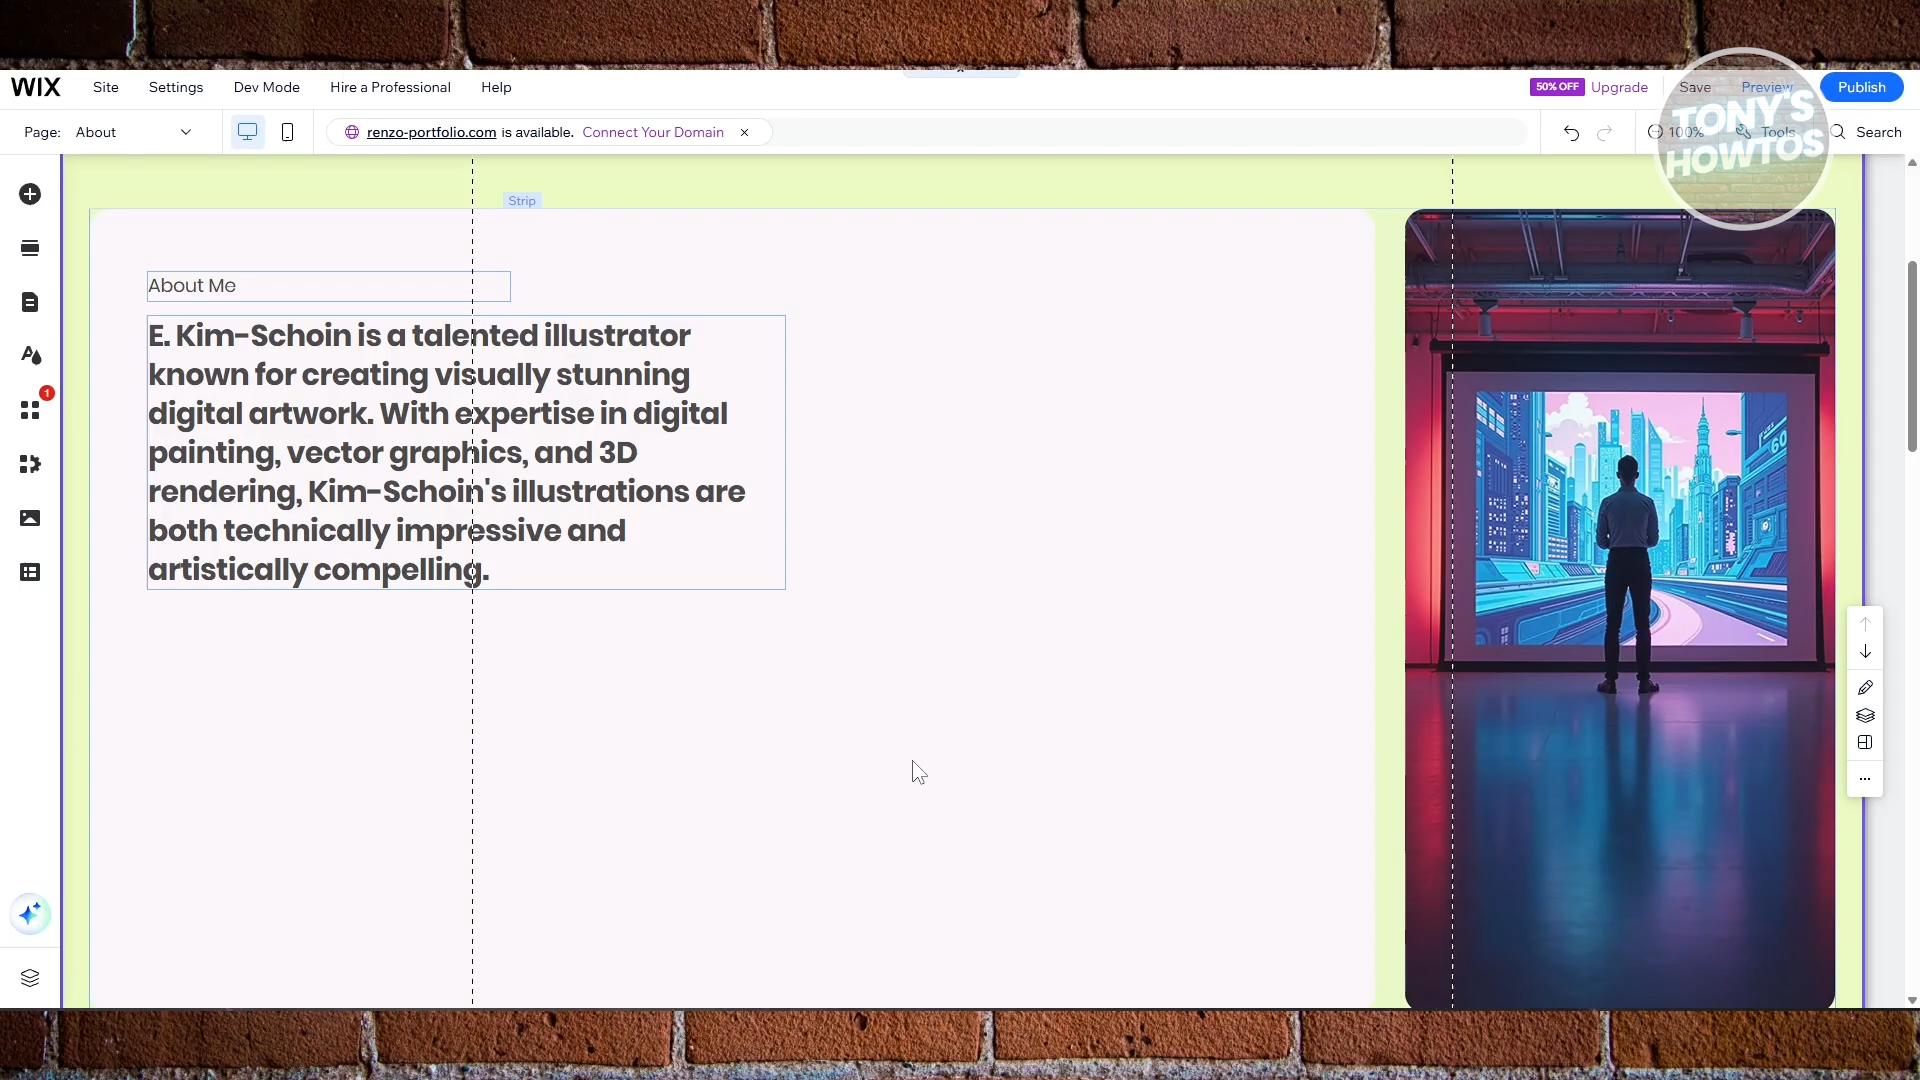 WIX Site Settings Dev Mode Hire a Professional Help 50% OFF Upgrade Save Preview Publish
Page: About renzo-portfolio.com is available. Connect Your Domain 100% Tools Search
TONY'S
HOWTOS
Strip
About Me
E. Kim-Schoin is a talented illustrator
known for creating visually stunning
digital artwork. With expertise in digital
painting, vector graphics, and 3D
rendering, Kim-Schoin's illustrations are
both technically impressive and
artistically compelling.
1
60